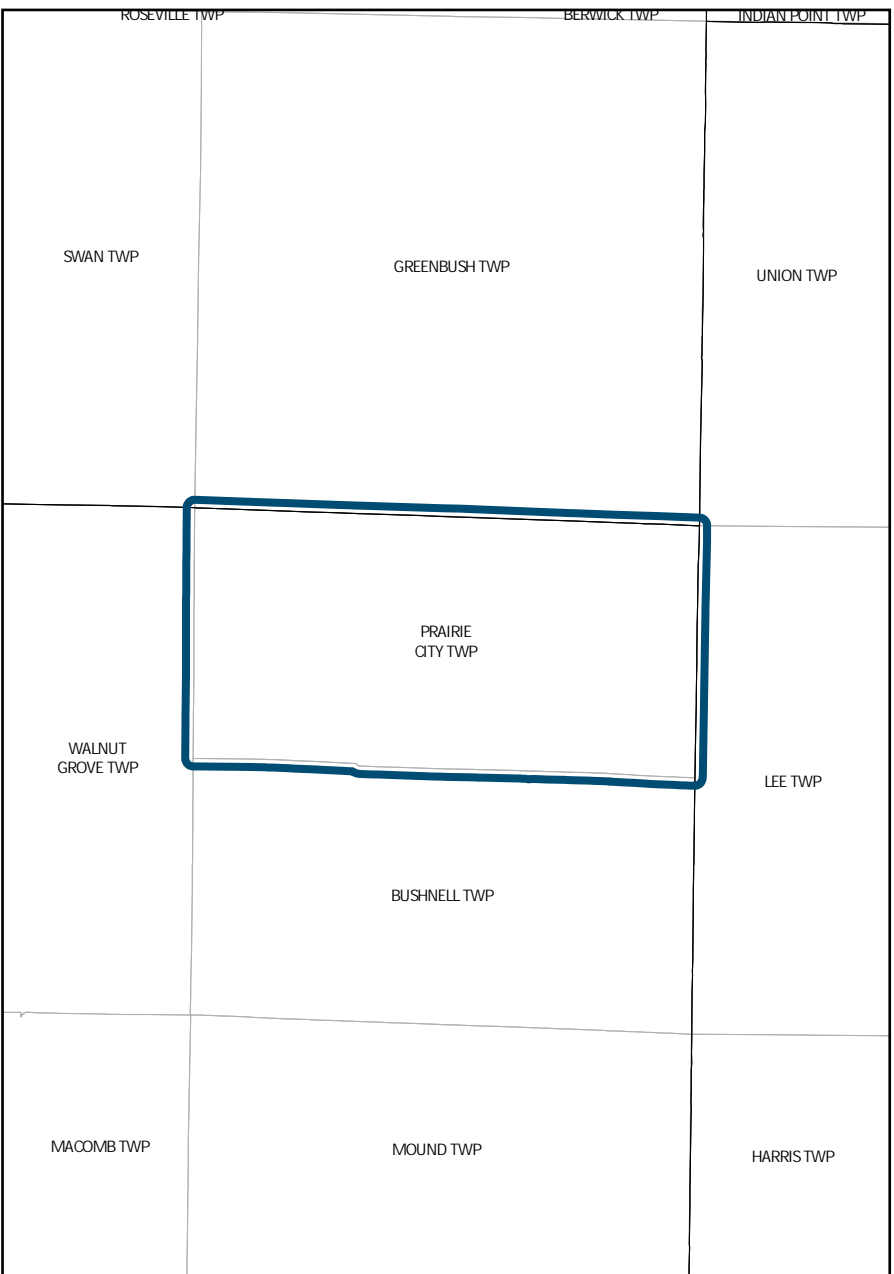 ROSEVILLE TWP
BERWICK TWP
INDIAN POINT TWP
SWAN TWP
GREENBUSH TWP
UNION TWP
PRAIRIE
CITY TWP
WALNUT
GROVE TWP
LEE TWP
BUSHNELL TWP
MACOMB TWP
MOUND TWP
HARRIS TWP